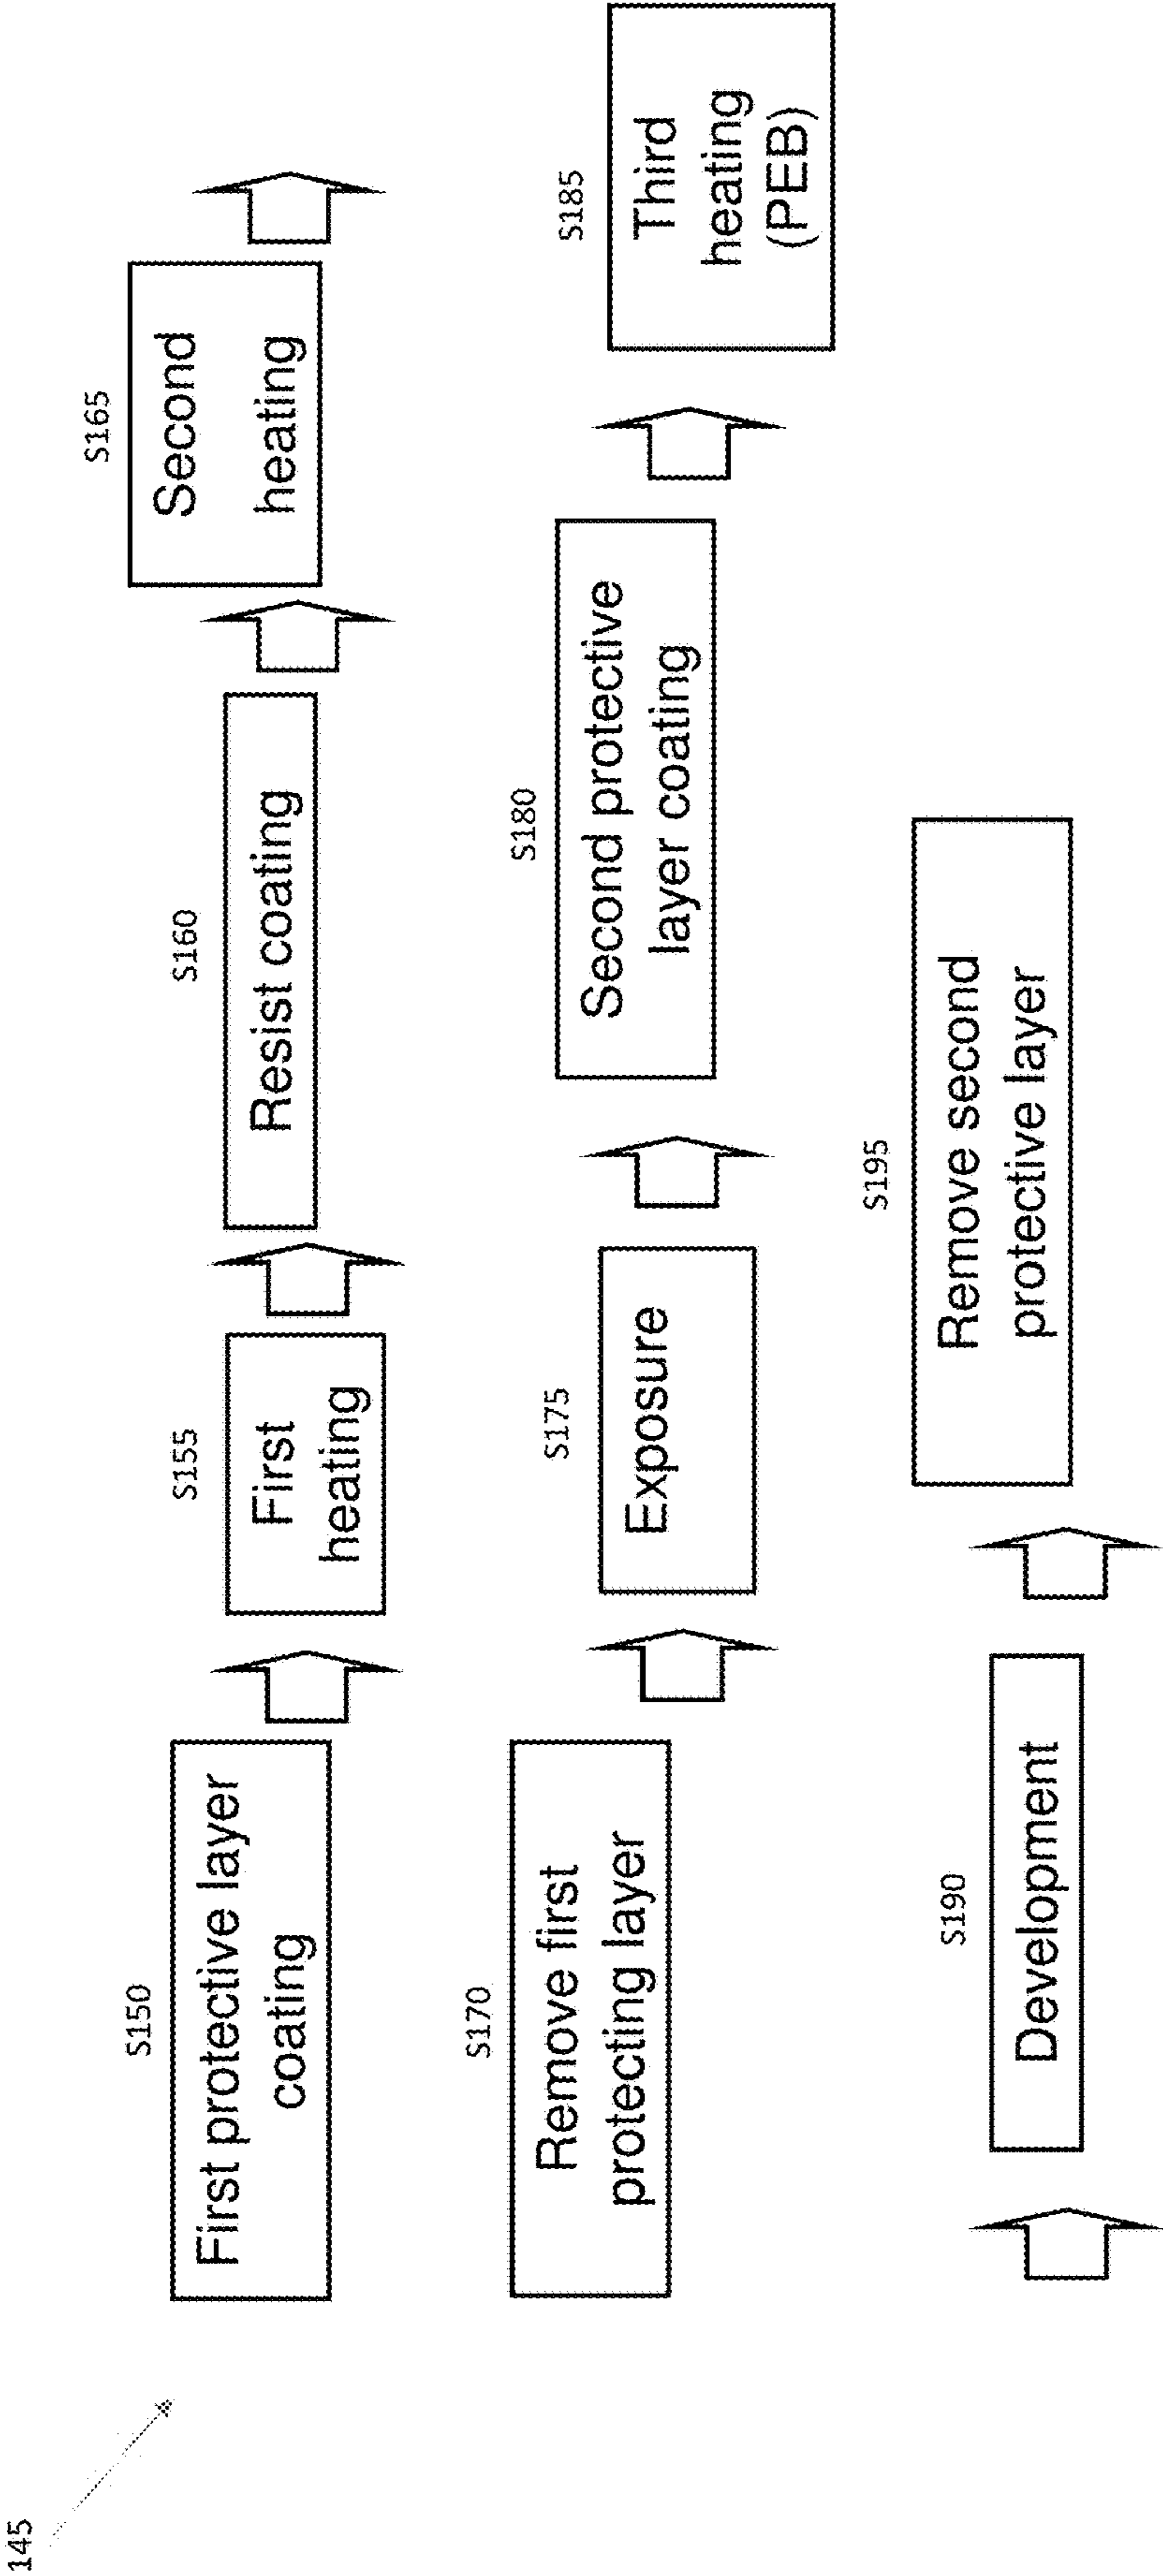 145
S150
First protective layer
coating
S155
First
heating
S160
Resist coating
S165
Second
heating
S170
Remove first
protecting layer
S175
Exposure
S180
Second protective
layer coating
S185
Third
heating
(PEB)
S190
Development
S195
Remove second
protective layer